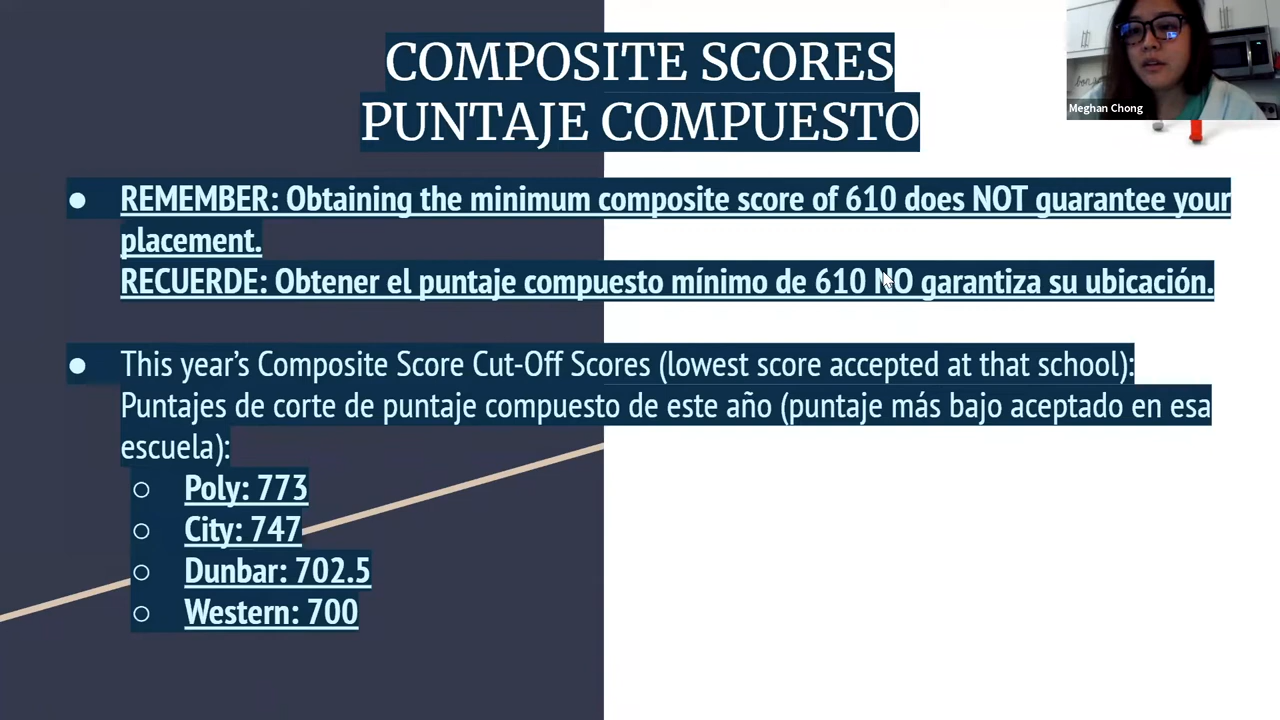 COMPOSITE SCORES
PUNTAJE COMPUESTO
Meghan Chong
● REMEMBER: Obtaining the minimum composite score of 610 does NOT guarantee your
placement.
RECUERDE: Obtener el puntaje compuesto mínimo de 610 NO garantiza su ubicación.
● This year’s Composite Score Cut-Off Scores (lowest score accepted at that school):
Puntajes de corte de puntaje compuesto de este año (puntaje más bajo aceptado en esa
escuela):
○ Poly: 773
○ City: 747
○ Dunbar: 702.5
○ Western: 700